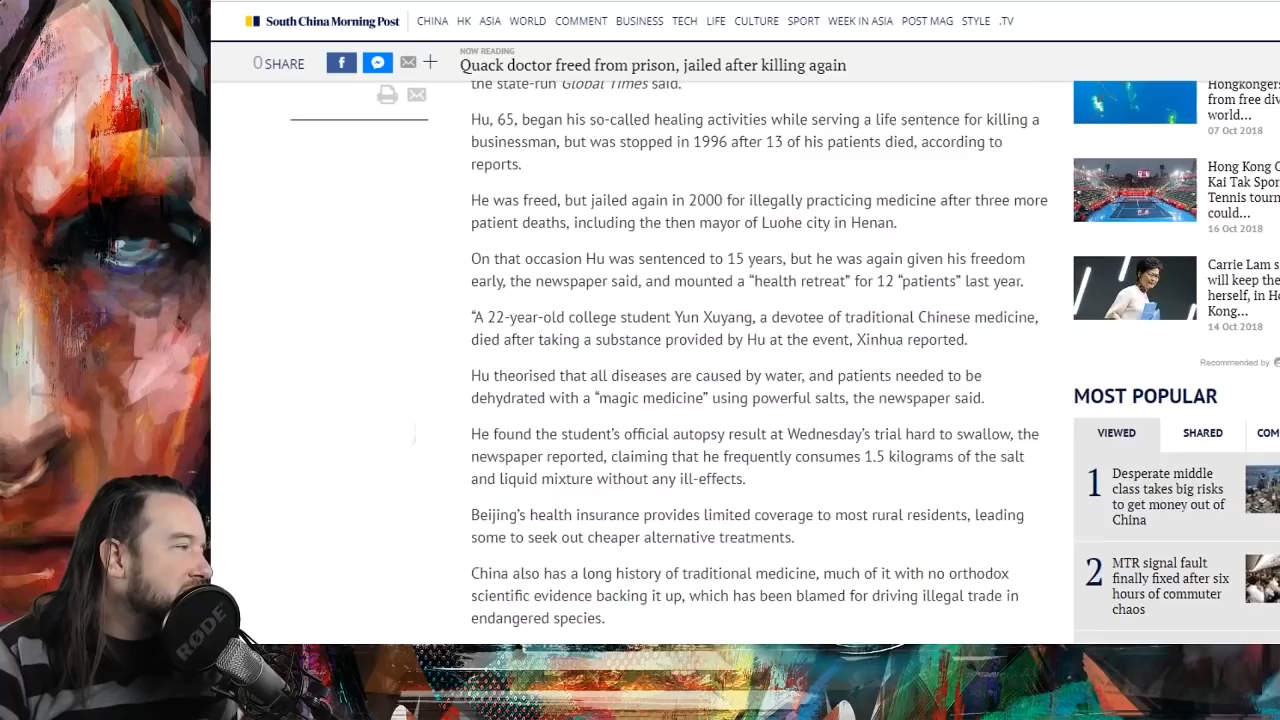 South China Morning Post
CHINA HK ASIA WORLD COMMENT BUSINESS TECH LIFE CULTURE SPORT WEEK IN ASIA POST MAG STYLE .TV
0 SHARE
NOW READING
Quack doctor freed from prison, jailed after killing again
the state-run Global Times said.
Hu, 65, began his so-called healing activities while serving a life sentence for killing a
businessman, but was stopped in 1996 after 13 of his patients died, according to
reports.
He was freed, but jailed again in 2000 for illegally practicing medicine after three more
patient deaths, including the then mayor of Luohe city in Henan.
On that occasion Hu was sentenced to 15 years, but he was again given his freedom
early, the newspaper said, and mounted a “health retreat” for 12 “patients” last year.
“A 22-year-old college student Yun Xuyang, a devotee of traditional Chinese medicine,
died after taking a substance provided by Hu at the event, Xinhua reported.
Hu theorised that all diseases are caused by water, and patients needed to be
dehydrated with a “magic medicine” using powerful salts, the newspaper said.
He found the student’s official autopsy result at Wednesday’s trial hard to swallow, the
newspaper reported, claiming that he frequently consumes 1.5 kilograms of the salt
and liquid mixture without any ill-effects.
Beijing’s health insurance provides limited coverage to most rural residents, leading
some to seek out cheaper alternative treatments.
China also has a long history of traditional medicine, much of it with no orthodox
scientific evidence backing it up, which has been blamed for driving illegal trade in
endangered species.
Hongkongers
from free div
world...
07 Oct 2018
Hong Kong O
Kai Tak Spor
Tennis tourn
could...
16 Oct 2018
Carrie Lam s
will keep the
herself, in Ho
Kong...
14 Oct 2018
Recommended by
MOST POPULAR
VIEWED SHARED COM
1 Desperate middle
class takes big risks
to get money out of
China
2 MTR signal fault
finally fixed after six
hours of commuter
chaos
RØDE